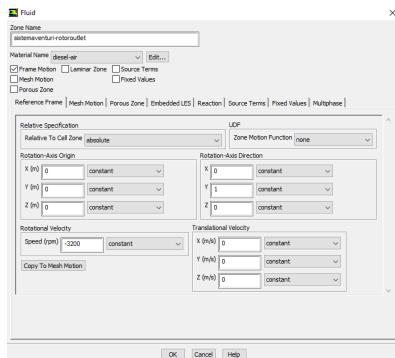 Fluid
Zone Name
sistemaventuri-rotoroutlet
Material Name diesel-air Edit...
Frame Motion Laminar Zone Source Terms
Mesh Motion Fixed Values
Porous Zone
Reference Frame Mesh Motion Porous Zone Embedded LES Reaction Source Terms Fixed Values Multiphase
Relative Specification UDF
Relative To Cell Zone absolute Zone Motion Function none
Rotation-Axis Origin Rotation-Axis Direction
X (m) 0 constant X 0 constant
Y (m) 0 constant Y 1 constant
Z (m) 0 constant Z 0 constant
Rotational Velocity Translational Velocity
Speed (rpm) -3200 constant X (m/s) 0 constant
Copy To Mesh Motion Y (m/s) 0 constant
Z (m/s) 0 constant
OK Cancel Help